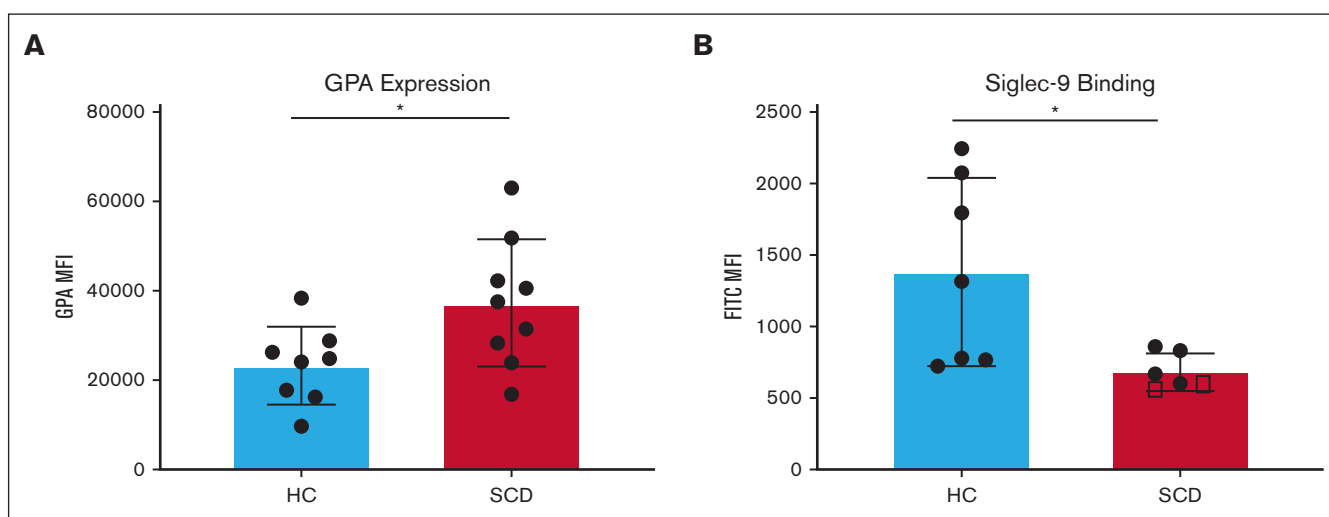 A
GPA Expression
*
80000
60000
40000
20000
0
GPA MFI
HC
SCD
B
Siglec-9 Binding
*
2500
2000
1500
1000
500
0
FITC MFI
HC
SCD